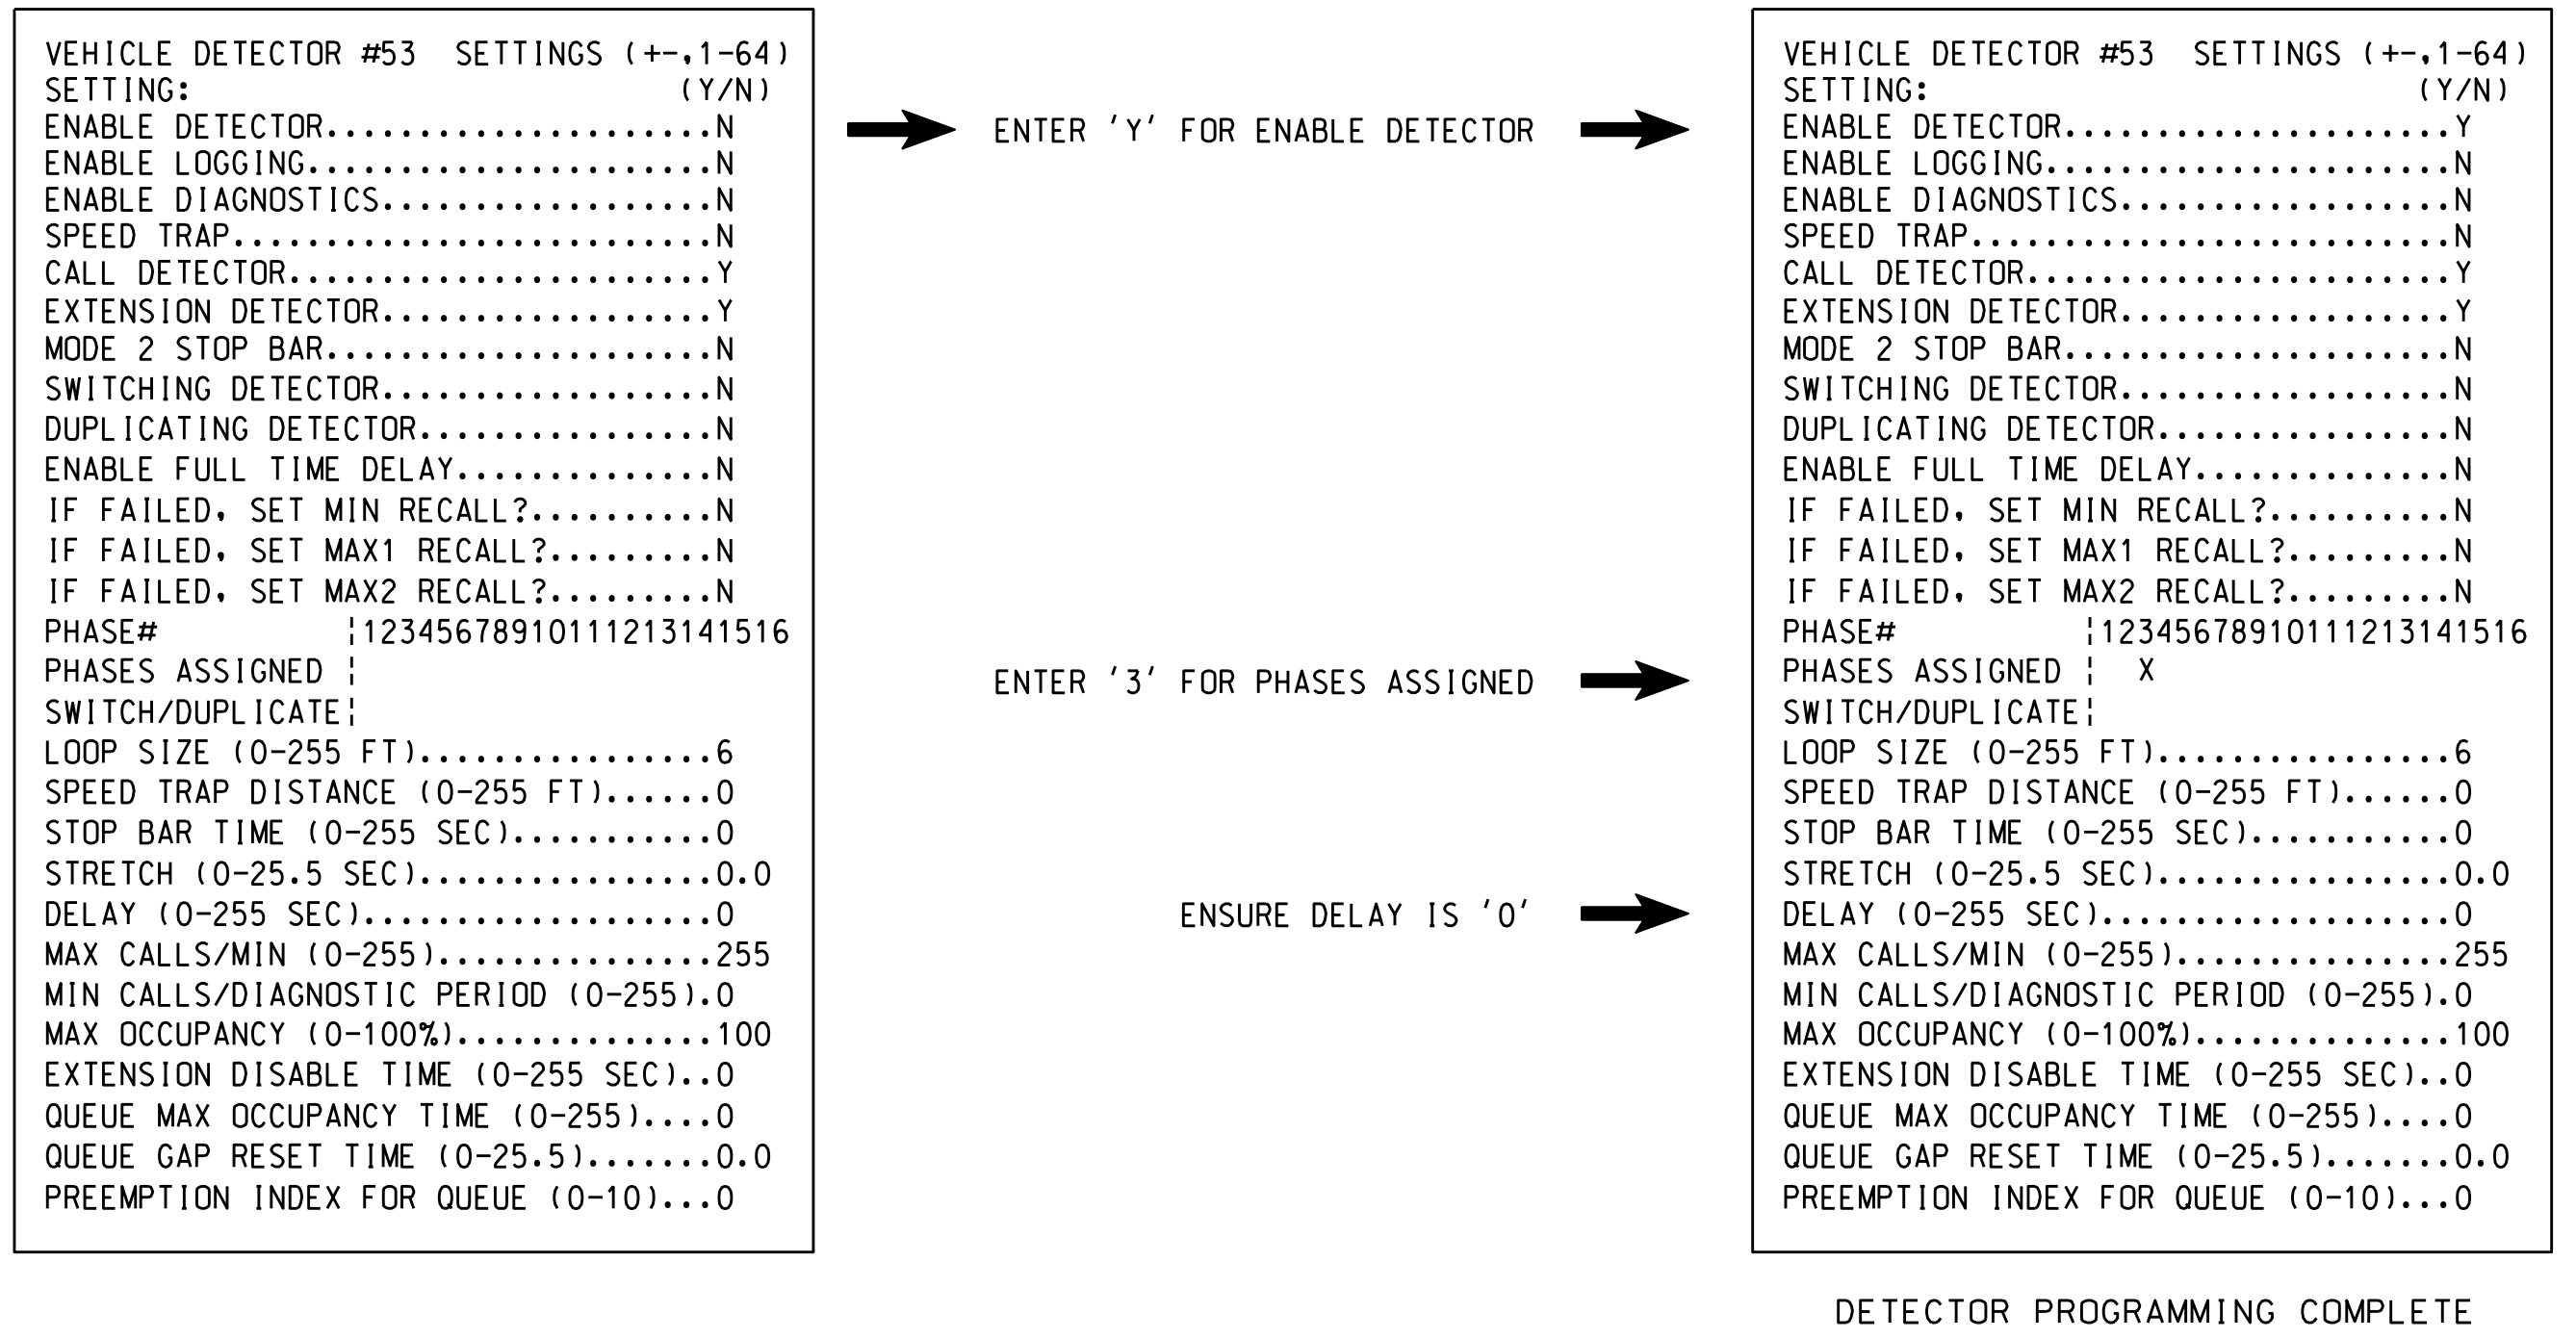 VEHICLE DETECTOR #53  SETTINGS (+-,1-64)
SETTING:                          (Y/N)
ENABLE DETECTOR.....................N
ENABLE LOGGING......................N
ENABLE DIAGNOSTICS..................N
SPEED TRAP..........................N
CALL DETECTOR.......................Y
EXTENSION DETECTOR..................Y
MODE 2 STOP BAR.....................N
SWITCHING DETECTOR..................N
DUPLICATING DETECTOR................N
ENABLE FULL TIME DELAY..............N
IF FAILED, SET MIN RECALL?..........N
IF FAILED, SET MAX1 RECALL?.........N
IF FAILED, SET MAX2 RECALL?.........N
PHASE#          ¦12345678910111213141516
PHASES ASSIGNED ¦
SWITCH/DUPLICATE¦
LOOP SIZE (0-255 FT)................6
SPEED TRAP DISTANCE (0-255 FT)......0
STOP BAR TIME (0-255 SEC)...........0
STRETCH (0-25.5 SEC)................0.0
DELAY (0-255 SEC)...................0
MAX CALLS/MIN (0-255)...............255
MIN CALLS/DIAGNOSTIC PERIOD (0-255).0
MAX OCCUPANCY (0-100%)..............100
EXTENSION DISABLE TIME (0-255 SEC)..0
QUEUE MAX OCCUPANCY TIME (0-255)....0
QUEUE GAP RESET TIME (0-25.5).......0.0
PREEMPTION INDEX FOR QUEUE (0-10)...0
ENTER 'Y' FOR ENABLE DETECTOR
ENTER '3' FOR PHASES ASSIGNED
ENSURE DELAY IS '0'
VEHICLE DETECTOR #53  SETTINGS (+-,1-64)
SETTING:                          (Y/N)
ENABLE DETECTOR.....................Y
ENABLE LOGGING......................N
ENABLE DIAGNOSTICS..................N
SPEED TRAP..........................N
CALL DETECTOR.......................Y
EXTENSION DETECTOR..................Y
MODE 2 STOP BAR.....................N
SWITCHING DETECTOR..................N
DUPLICATING DETECTOR................N
ENABLE FULL TIME DELAY..............N
IF FAILED, SET MIN RECALL?..........N
IF FAILED, SET MAX1 RECALL?.........N
IF FAILED, SET MAX2 RECALL?.........N
PHASE#          ¦12345678910111213141516
PHASES ASSIGNED ¦  X
SWITCH/DUPLICATE¦
LOOP SIZE (0-255 FT)................6
SPEED TRAP DISTANCE (0-255 FT)......0
STOP BAR TIME (0-255 SEC)...........0
STRETCH (0-25.5 SEC)................0.0
DELAY (0-255 SEC)...................0
MAX CALLS/MIN (0-255)...............255
MIN CALLS/DIAGNOSTIC PERIOD (0-255).0
MAX OCCUPANCY (0-100%)..............100
EXTENSION DISABLE TIME (0-255 SEC)..0
QUEUE MAX OCCUPANCY TIME (0-255)....0
QUEUE GAP RESET TIME (0-25.5).......0.0
PREEMPTION INDEX FOR QUEUE (0-10)...0
DETECTOR PROGRAMMING COMPLETE